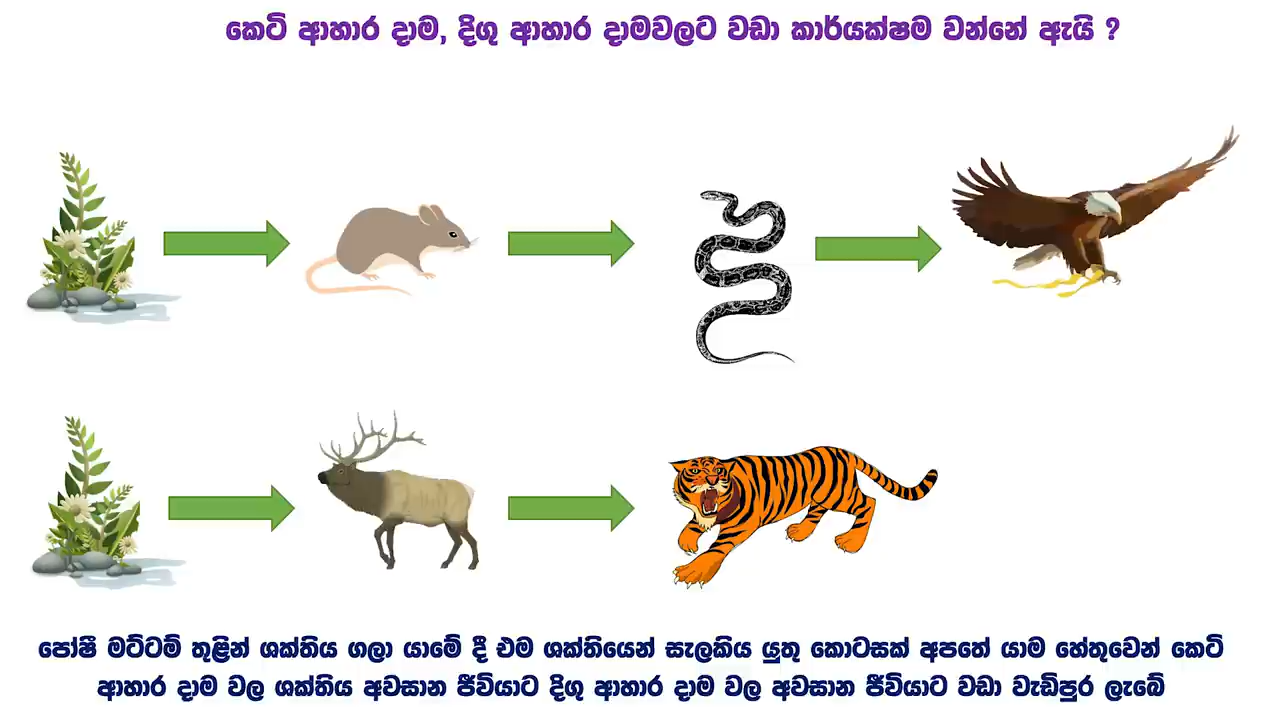 කෙටි ආහාර දාම, දිගු ආහාර දාමවලට වඩා කාර්යක්ෂම වන්නේ ඇයි ?
පෝෂී මට්ටම් තුළින් ශක්තිය ගලා යාමේ දී එම ශක්තියෙන් සැලකිය යුතු කොටසක් අපතේ යාම හේතුවෙන් කෙටි
ආහාර දාම වල ශක්තිය අවසාන ජීවියාට දිගු ආහාර දාම වල අවසාන ජීවියාට වඩා වැඩිපුර ලැබේ